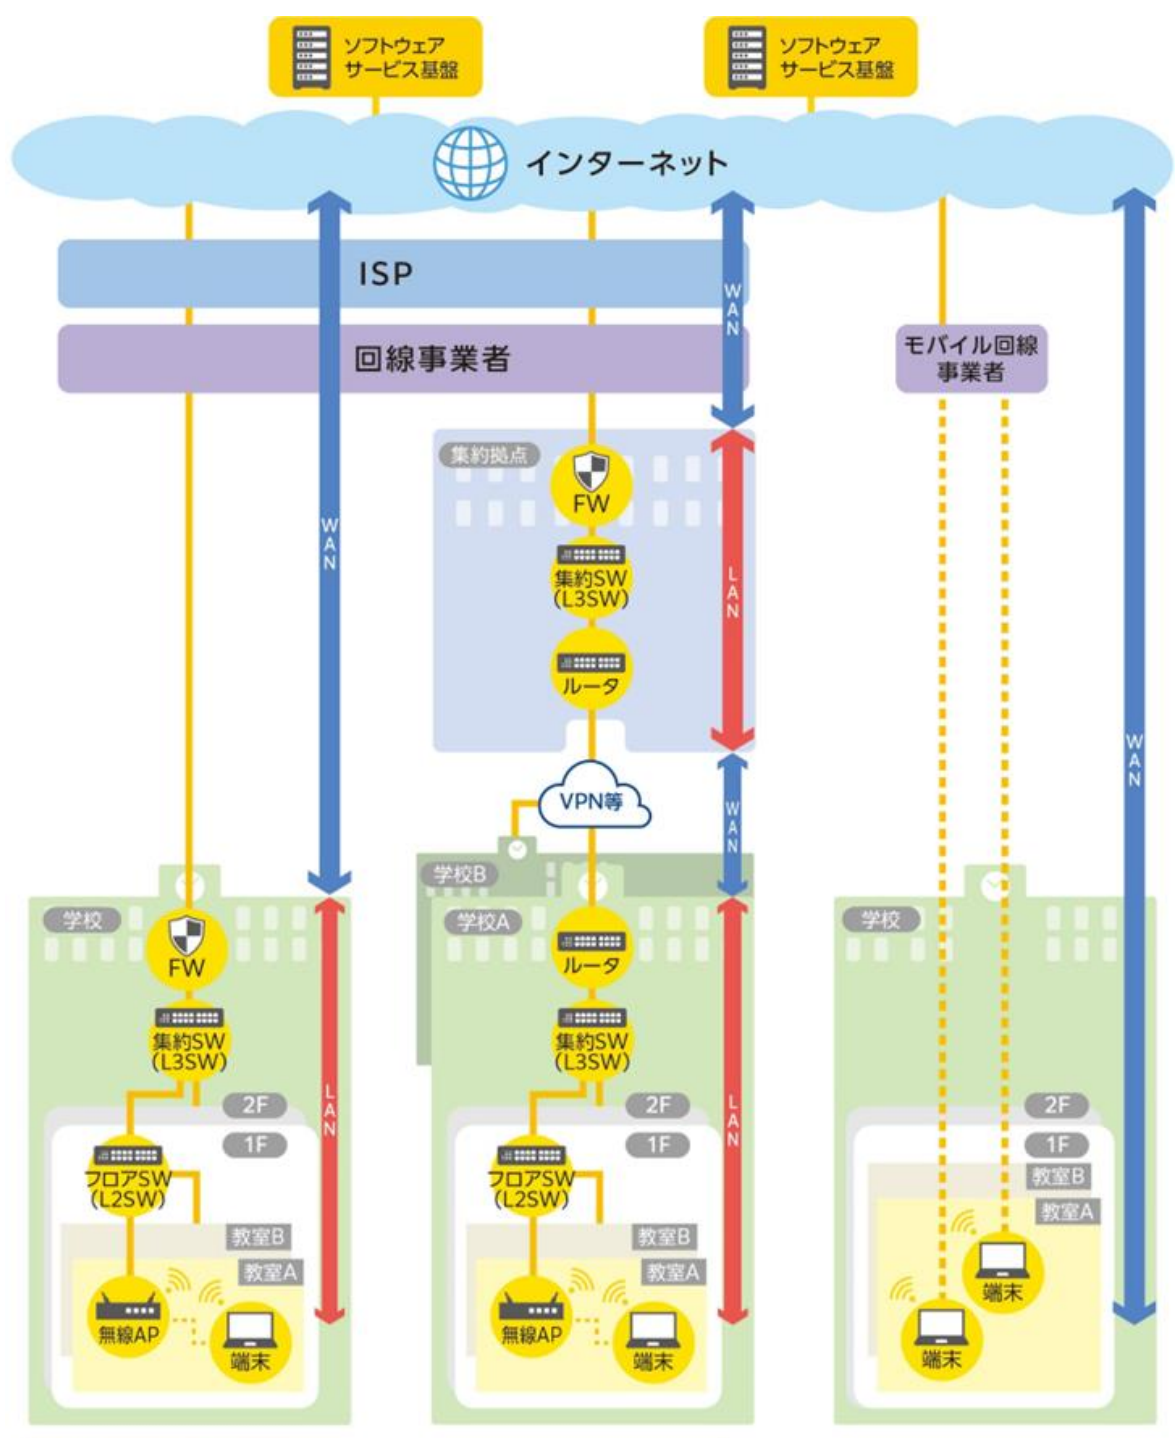 ソフトウェア
サービス基盤
ソフトウェア
サービス基盤
インターネット
ISP
回線事業者
WAN
WAN
モバイル回線
事業者
集約拠点
FW
集約SW
(L3SW)
ルータ
LAN
VPN等
WAN
WAN
学校
FW
集約SW
(L3SW)
2F
1F
フロアSW
(L2SW)
教室B
教室A
無線AP
端末
LAN
学校B
学校A
ルータ
集約SW
(L3SW)
2F
1F
フロアSW
(L2SW)
教室B
教室A
無線AP
端末
LAN
学校
2F
1F
教室B
教室A
端末
端末